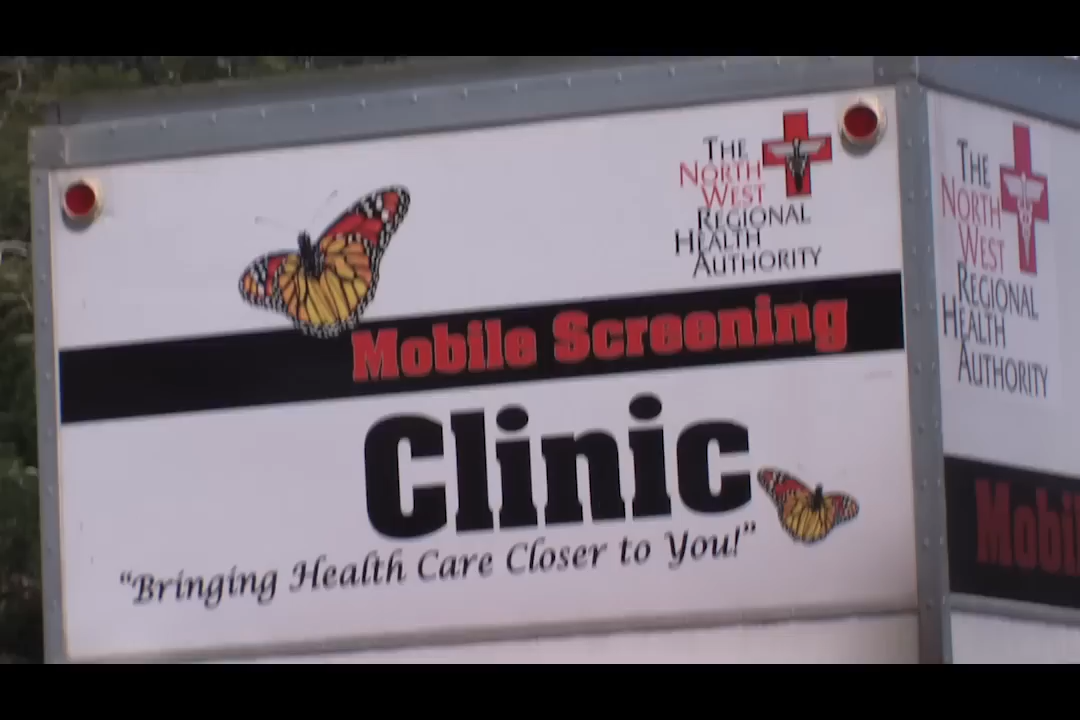 THE
NORTH
WEST
REGIONAL
HEALTH
AUTHORITY
Mobile Screening
Clinic
“Bringing Health Care Closer to You!”
THE
NORTH
WEST
REGIONAL
HEALTH
AUTHORITY
Mobil